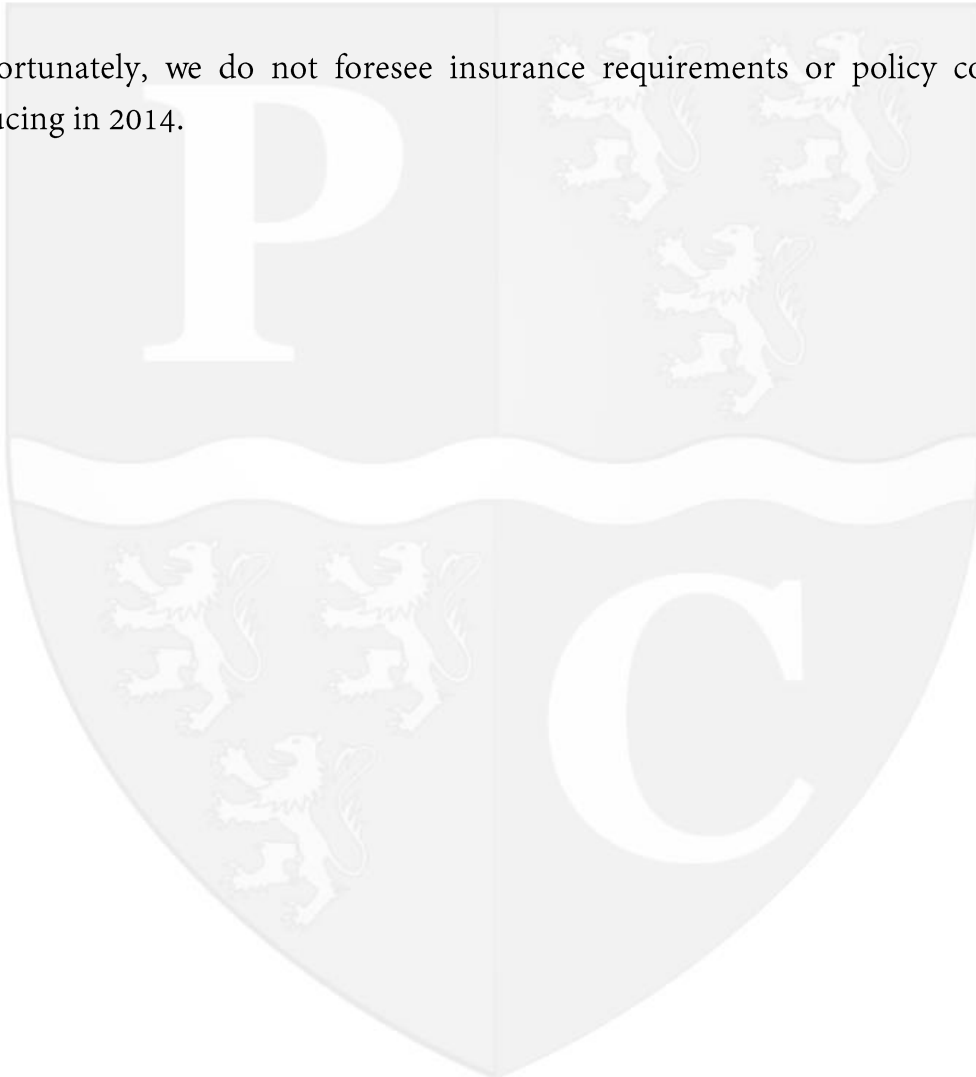 ortunately, we do not foresee insurance requirements or policy co
ucing in 2014.
P
C